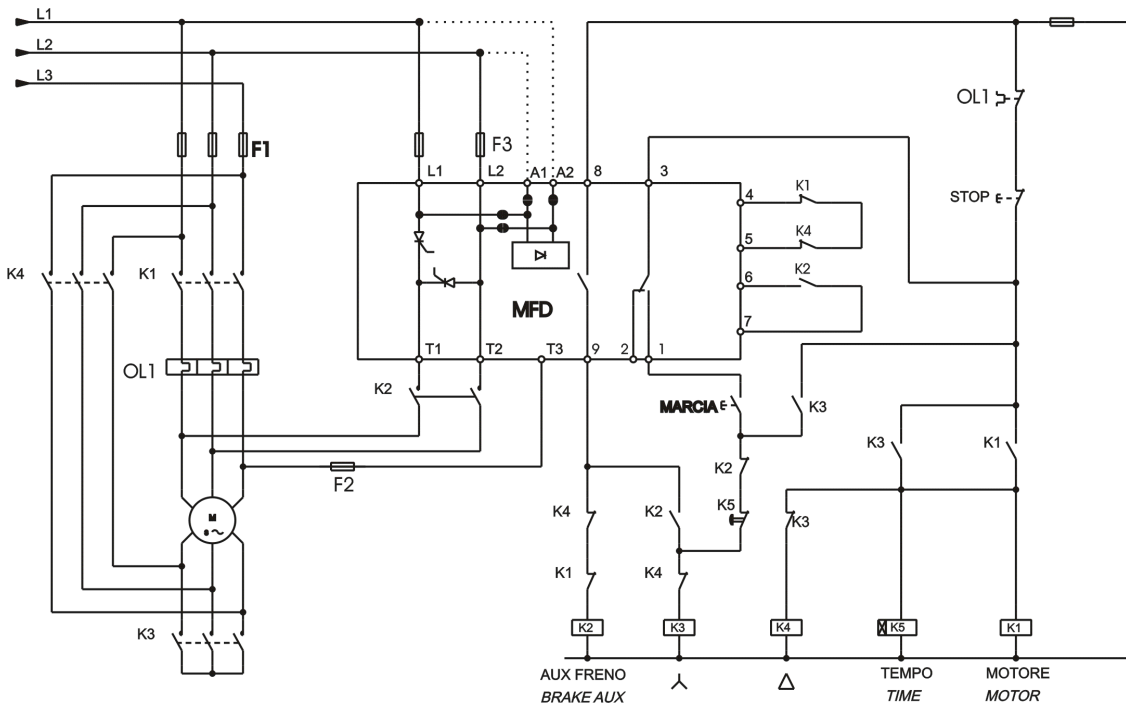 L1
L2
L3
OL1
F1
F3
L1 L2 A1 A2 8 3
4
K1
STOP
5
K4
K4
K1
6
K2
MFD
7
T1 T2 T3 9 2 1
OL1
K2
MARCIA
K3
K3
K1
F2
K2
M
K4
K2
K5
K3
K1
K4
K3
K2
K3
K4
K5
K1
AUX FRENO
BRAKE AUX
TEMPO
TIME
MOTORE
MOTOR